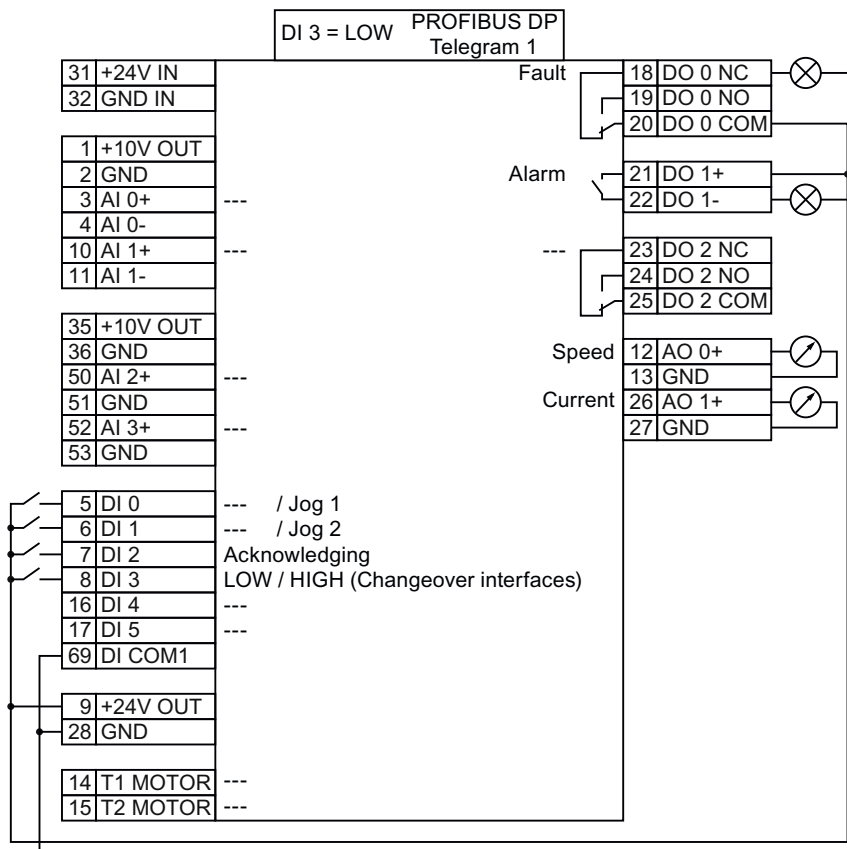 DI 3 = LOW PROFIBUS DP
Telegram 1
31 +24V IN
32 GND IN
1 +10V OUT
2 GND
3 AI 0+ ---
4 AI 0-
10 AI 1+ ---
11 AI 1-
35 +10V OUT
36 GND
50 AI 2+ ---
51 GND
52 AI 3+ ---
53 GND
5 DI 0 --- / Jog 1
6 DI 1 --- / Jog 2
7 DI 2 Acknowledging
8 DI 3 LOW / HIGH (Changeover interfaces)
16 DI 4 ---
17 DI 5 ---
69 DI COM1
9 +24V OUT
28 GND
14 T1 MOTOR ---
15 T2 MOTOR ---
Fault 18 DO 0 NC
19 DO 0 NO
20 DO 0 COM
Alarm 21 DO 1+
22 DO 1-
--- 23 DO 2 NC
24 DO 2 NO
25 DO 2 COM
Speed 12 AO 0+
13 GND
Current 26 AO 1+
27 GND